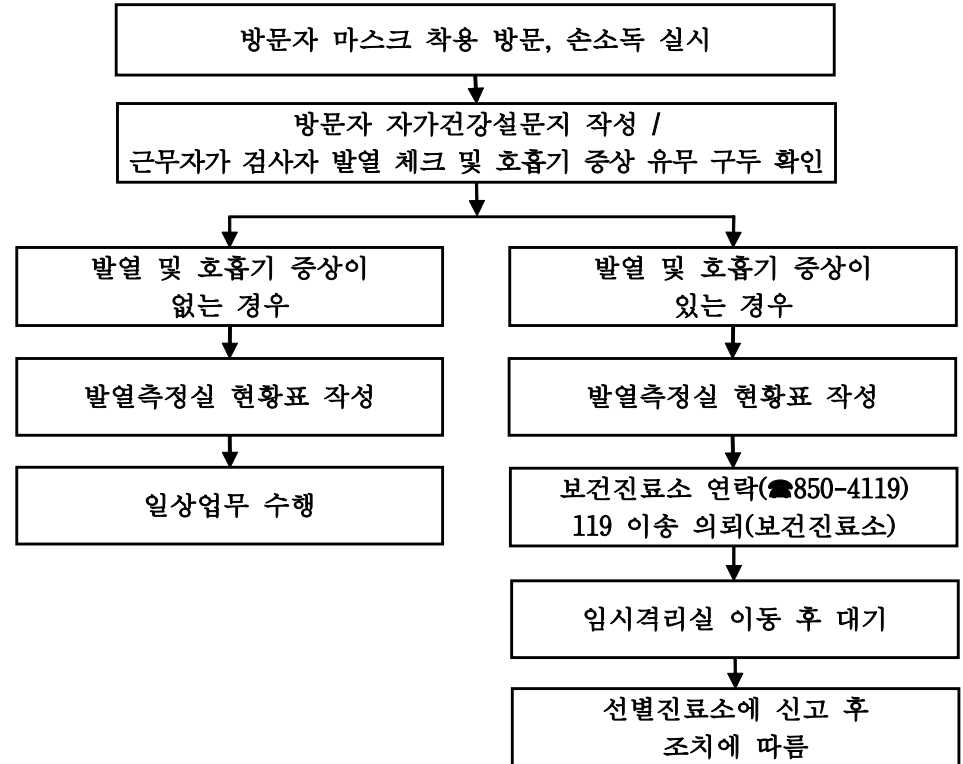 방문자 마스크 착용 방문, 손소독 실시
방문자 자가건강설문지 작성 /
근무자가 검사자 발열 체크 및 호흡기 증상 유무 구두 확인
발열 및 호흡기 증상이
없는 경우
발열 및 호흡기 증상이
있는 경우
발열측정실 현황표 작성
발열측정실 현황표 작성
일상업무 수행
보건진료소 연락(☎850-4119)
119 이송 의뢰(보건진료소)
임시격리실 이동 후 대기
선별진료소에 신고 후
조치에 따름